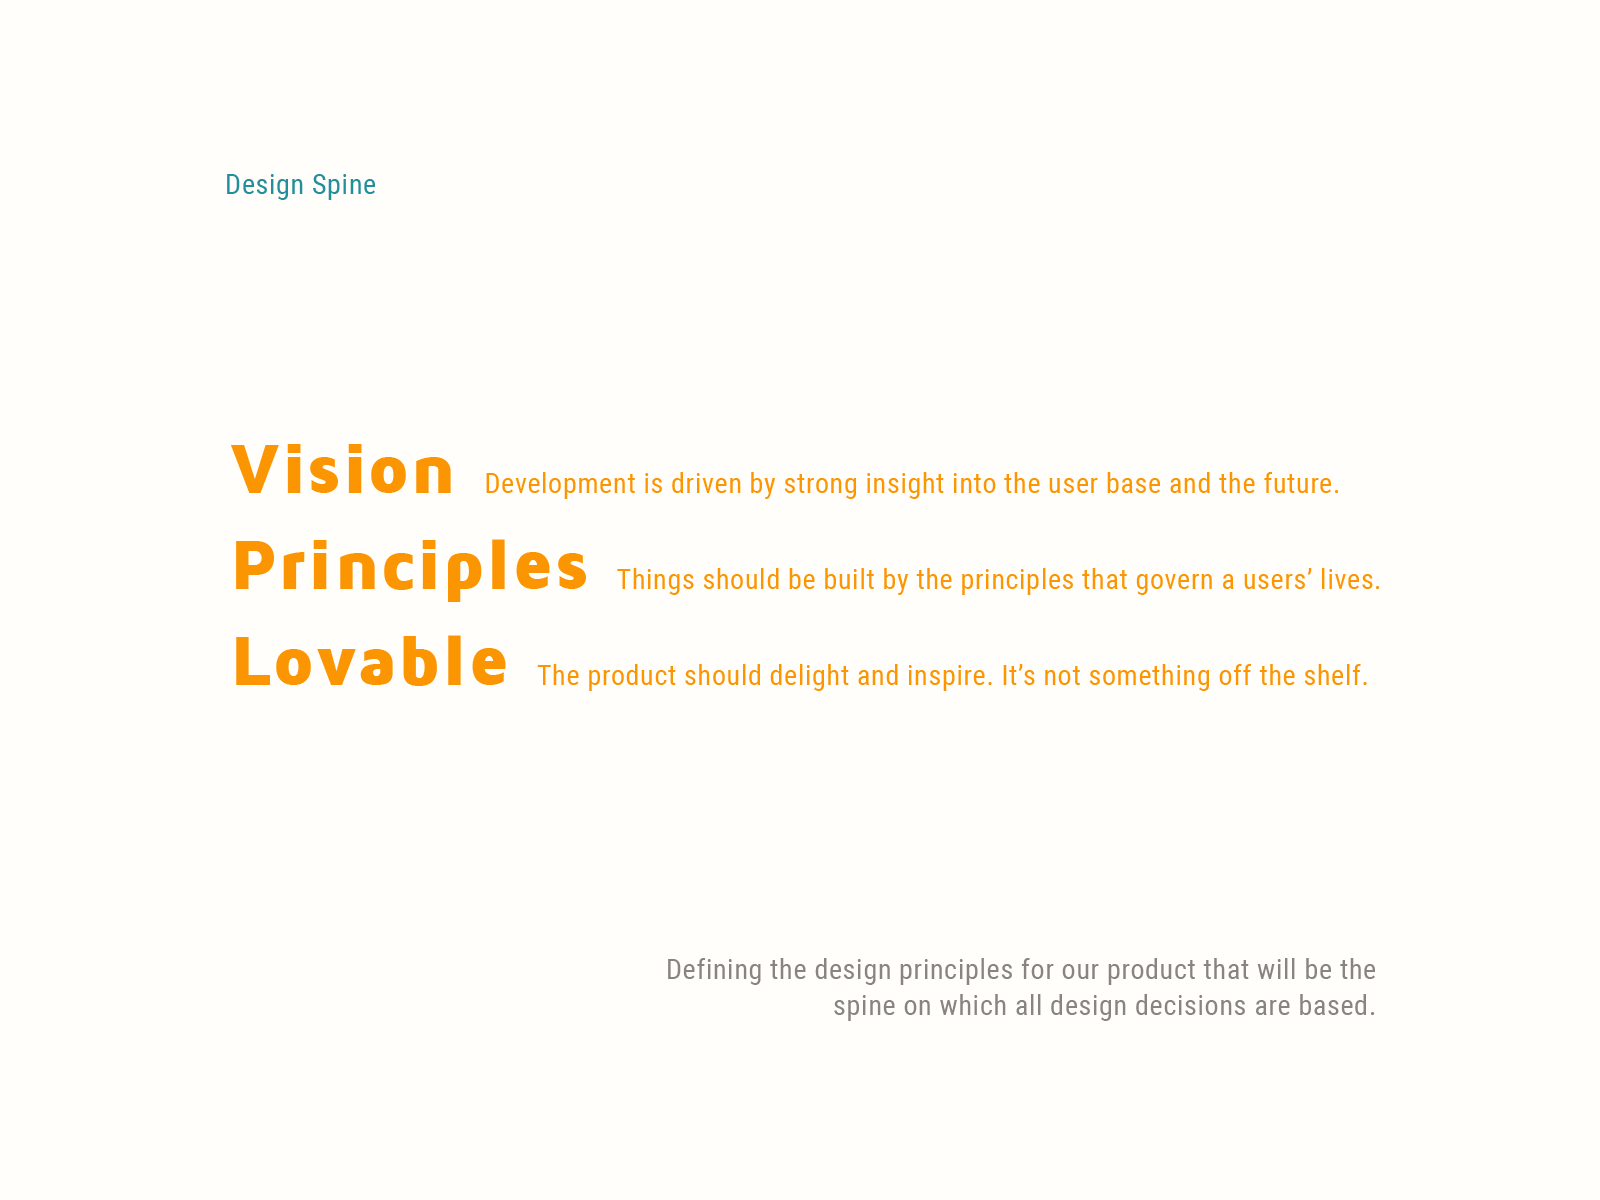 Design Spine
Vision Development is driven by strong insight into the user base and the future.
Principles Things should be built by the principles that govern a users’ lives.
Lovable The product should delight and inspire. It’s not something off the shelf.
Defining the design principles for our product that will be the
spine on which all design decisions are based.